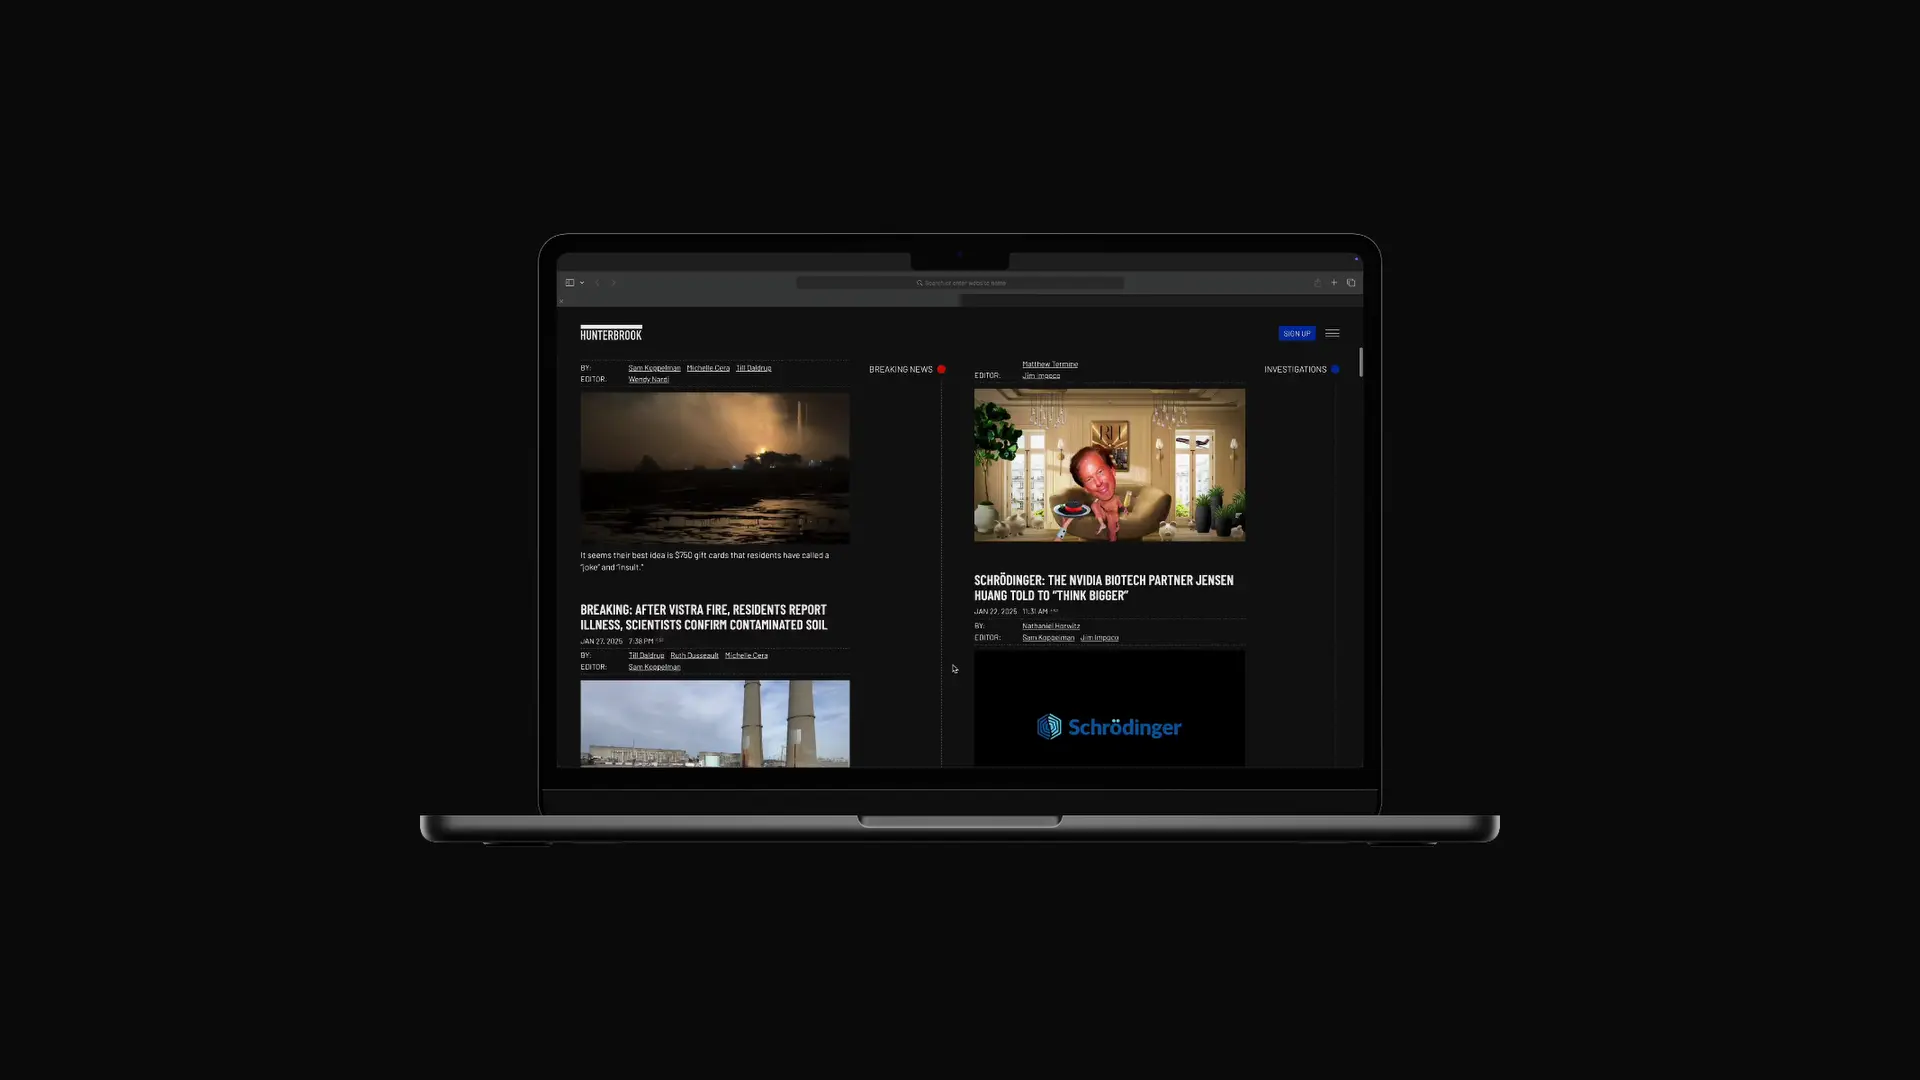 Search or enter website name
HUNTERBROOK
SIGN UP
BY: Sam Koppelman Michelle Cera Till Daldrup
EDITOR: Wendy Nardi
BREAKING NEWS
It seems their best idea is $750 gift cards that residents have called a
"joke" and "insult."
BREAKING: AFTER VISTRA FIRE, RESIDENTS REPORT
ILLNESS, SCIENTISTS CONFIRM CONTAMINATED SOIL
JAN 27, 2025 7:38 PM
BY: Till Daldrup Ruth Dusseault Michelle Cera
EDITOR: Sam Koppelman
Matthew Termine
EDITOR: Jim Impoco
INVESTIGATIONS
RH
SCHRÖDINGER: THE NVIDIA BIOTECH PARTNER JENSEN
HUANG TOLD TO "THINK BIGGER"
JAN 22, 2025 11:31 AM
BY: Nathaniel Horwitz
EDITOR: Sam Koppelman Jim Impoco
Schrödinger